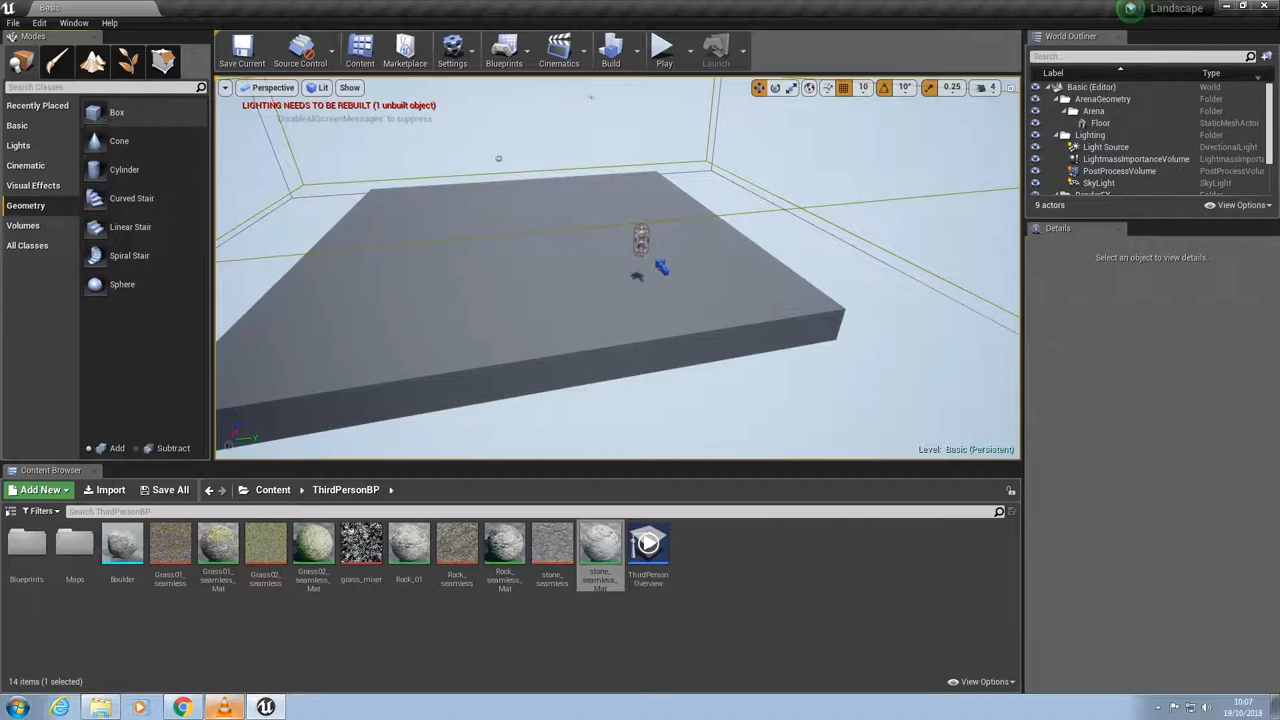 Basic
Landscape
File Edit Window Help
Modes
World Outliner
Save Current Source Control Content Marketplace Settings Blueprints Cinematics Build Play Launch
Search Classes
Search...
Label Type
Recently Placed
Basic
Lights
Cinematic
Visual Effects
Geometry
Volumes
All Classes
Box
Cone
Cylinder
Curved Stair
Linear Stair
Spiral Stair
Sphere
Add Subtract
Perspective Lit Show
10 10° 0.25 4
LIGHTING NEEDS TO BE REBUILT (1 unbuilt object)
'DisableAllScreenMessages' to suppress
Level: Basic (Persistent)
Basic (Editor) World
ArenaGeometry Folder
Arena Folder
Floor StaticMeshActor
Lighting Folder
Light Source DirectionalLight
LightmassImportanceVolume LightmassImporta
PostProcessVolume PostProcessVolu
SkyLight SkyLight
9 actors View Options
Details
Select an object to view details.
Content Browser
Add New Import Save All Content ThirdPersonBP
Filters Search ThirdPersonBP
Blueprints
Maps
Boulder
Grass01_
seamless
Grass01_
seamless_
Mat
Grass02_
seamless
Grass02_
seamless_
Mat
grass_mixer
Rock_01
Rock_
seamless
Rock_
seamless_
Mat
stone_
seamless
stone_
seamless_
Mat
ThirdPerson
Overview
14 items (1 selected) View Options
10:07
19/10/2018